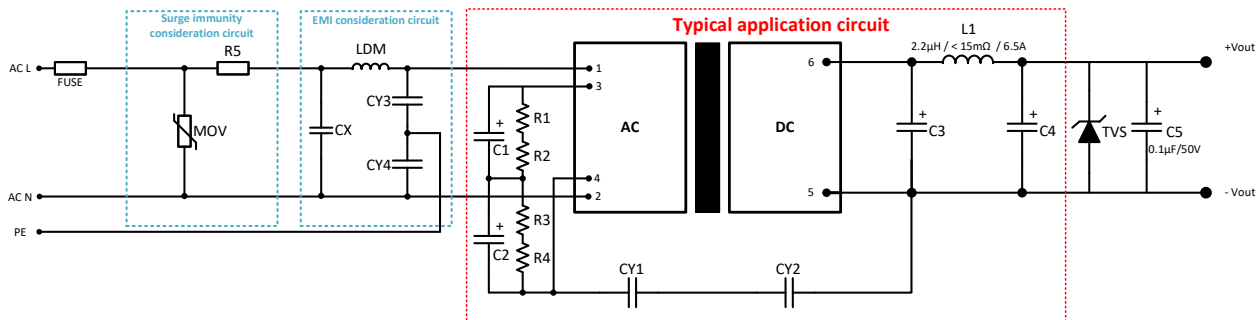 Surge immunity
consideration circuit
EMI consideration circuit
Typical application circuit
L1
2.2µH / < 15mΩ / 6.5A
+Vout
R5
LDM
AC L
FUSE
1
3
6
CY3
R1
MOV
CX
C1
R2
AC
DC
C3
C4
TVS
C5
0.1µF/50V
CY4
4
2
5
AC N
- Vout
PE
R3
C2
R4
CY1
CY2
+
+
+
+
+